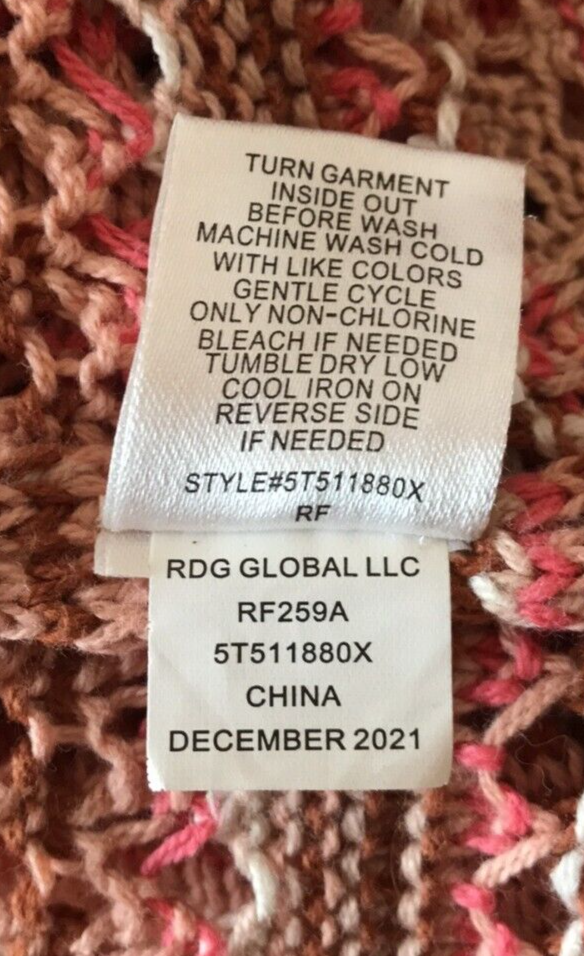 TURN GARMENT
INSIDE OUT
BEFORE WASH
MACHINE WASH COLD
WITH LIKE COLORS
GENTLE CYCLE
ONLY NON-CHLORINE
BLEACH IF NEEDED
TUMBLE DRY LOW
COOL IRON ON
REVERSE SIDE
IF NEEDED
STYLE#5T511880X
RF
RDG GLOBAL LLC
RF259A
5T511880X
CHINA
DECEMBER 2021